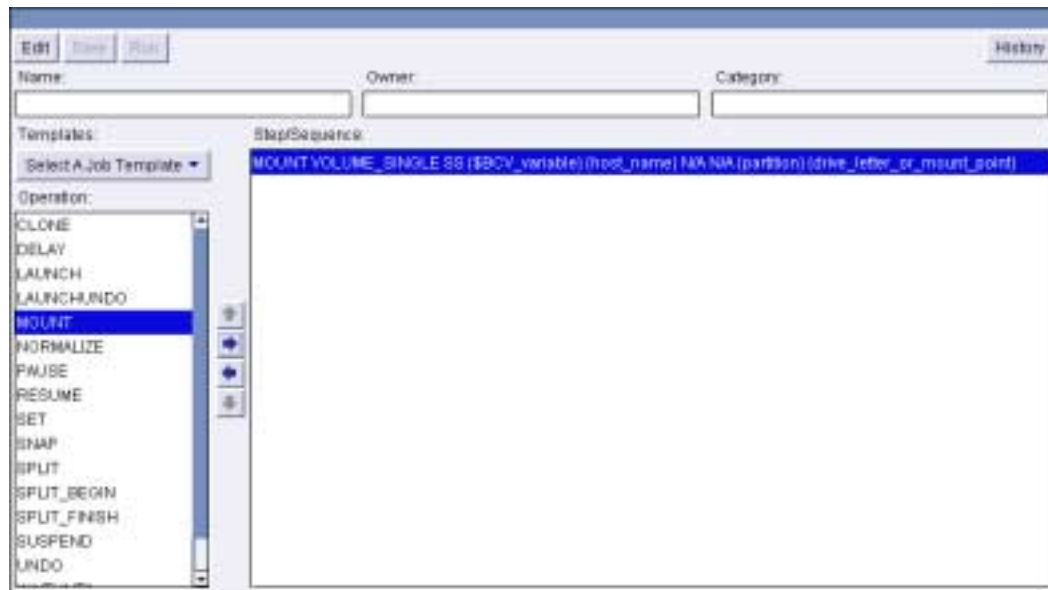 Edit Save Run History
Name: Owner: Category:
Templates: Step/Sequence:
Select A Job Template
MOUNT VOLUME_SINGLE SS ($BCV_variable) (host_name) N/A N/A (partition) (drive_letter_or_mount_point)
Operation:
CLONE
DELAY
LAUNCH
LAUNCHUNDO
MOUNT
NORMALIZE
PAUSE
RESUME
SET
SNAP
SPLIT
SPLIT_BEGIN
SPLIT_FINISH
SUSPEND
UNDO